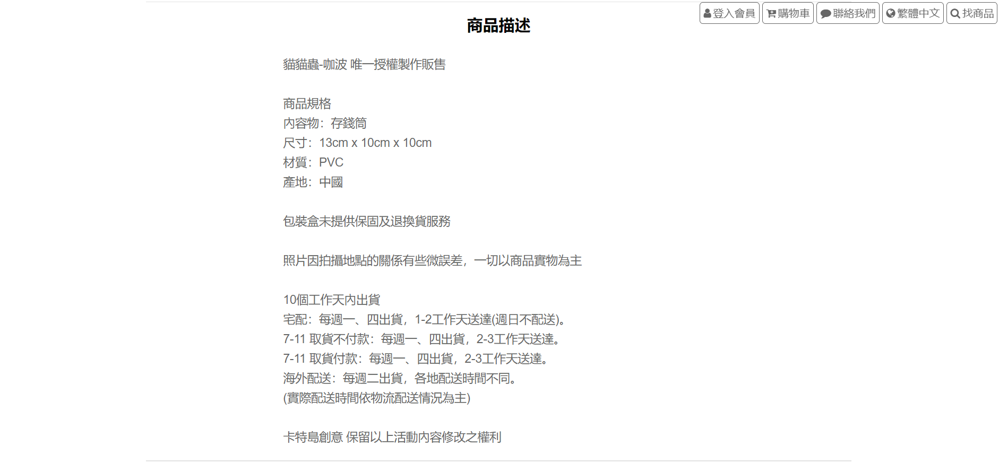 登入會員 購物車 聯絡我們 繁體中文 找商品
商品描述
貓貓蟲-咖波 唯一授權製作販售
商品規格
內容物：存錢筒
尺寸：13cm x 10cm x 10cm
材質：PVC
產地：中國
包裝盒未提供保固及退換貨服務
照片因拍攝地點的關係有些微誤差，一切以商品實物為主
10個工作天內出貨
宅配：每週一、四出貨，1-2工作天送達(週日不配送)。
7-11 取貨不付款：每週一、四出貨，2-3工作天送達。
7-11 取貨付款：每週一、四出貨，2-3工作天送達。
海外配送：每週二出貨，各地配送時間不同。
(實際配送時間依物流配送情況為主)
卡特島創意 保留以上活動內容修改之權利